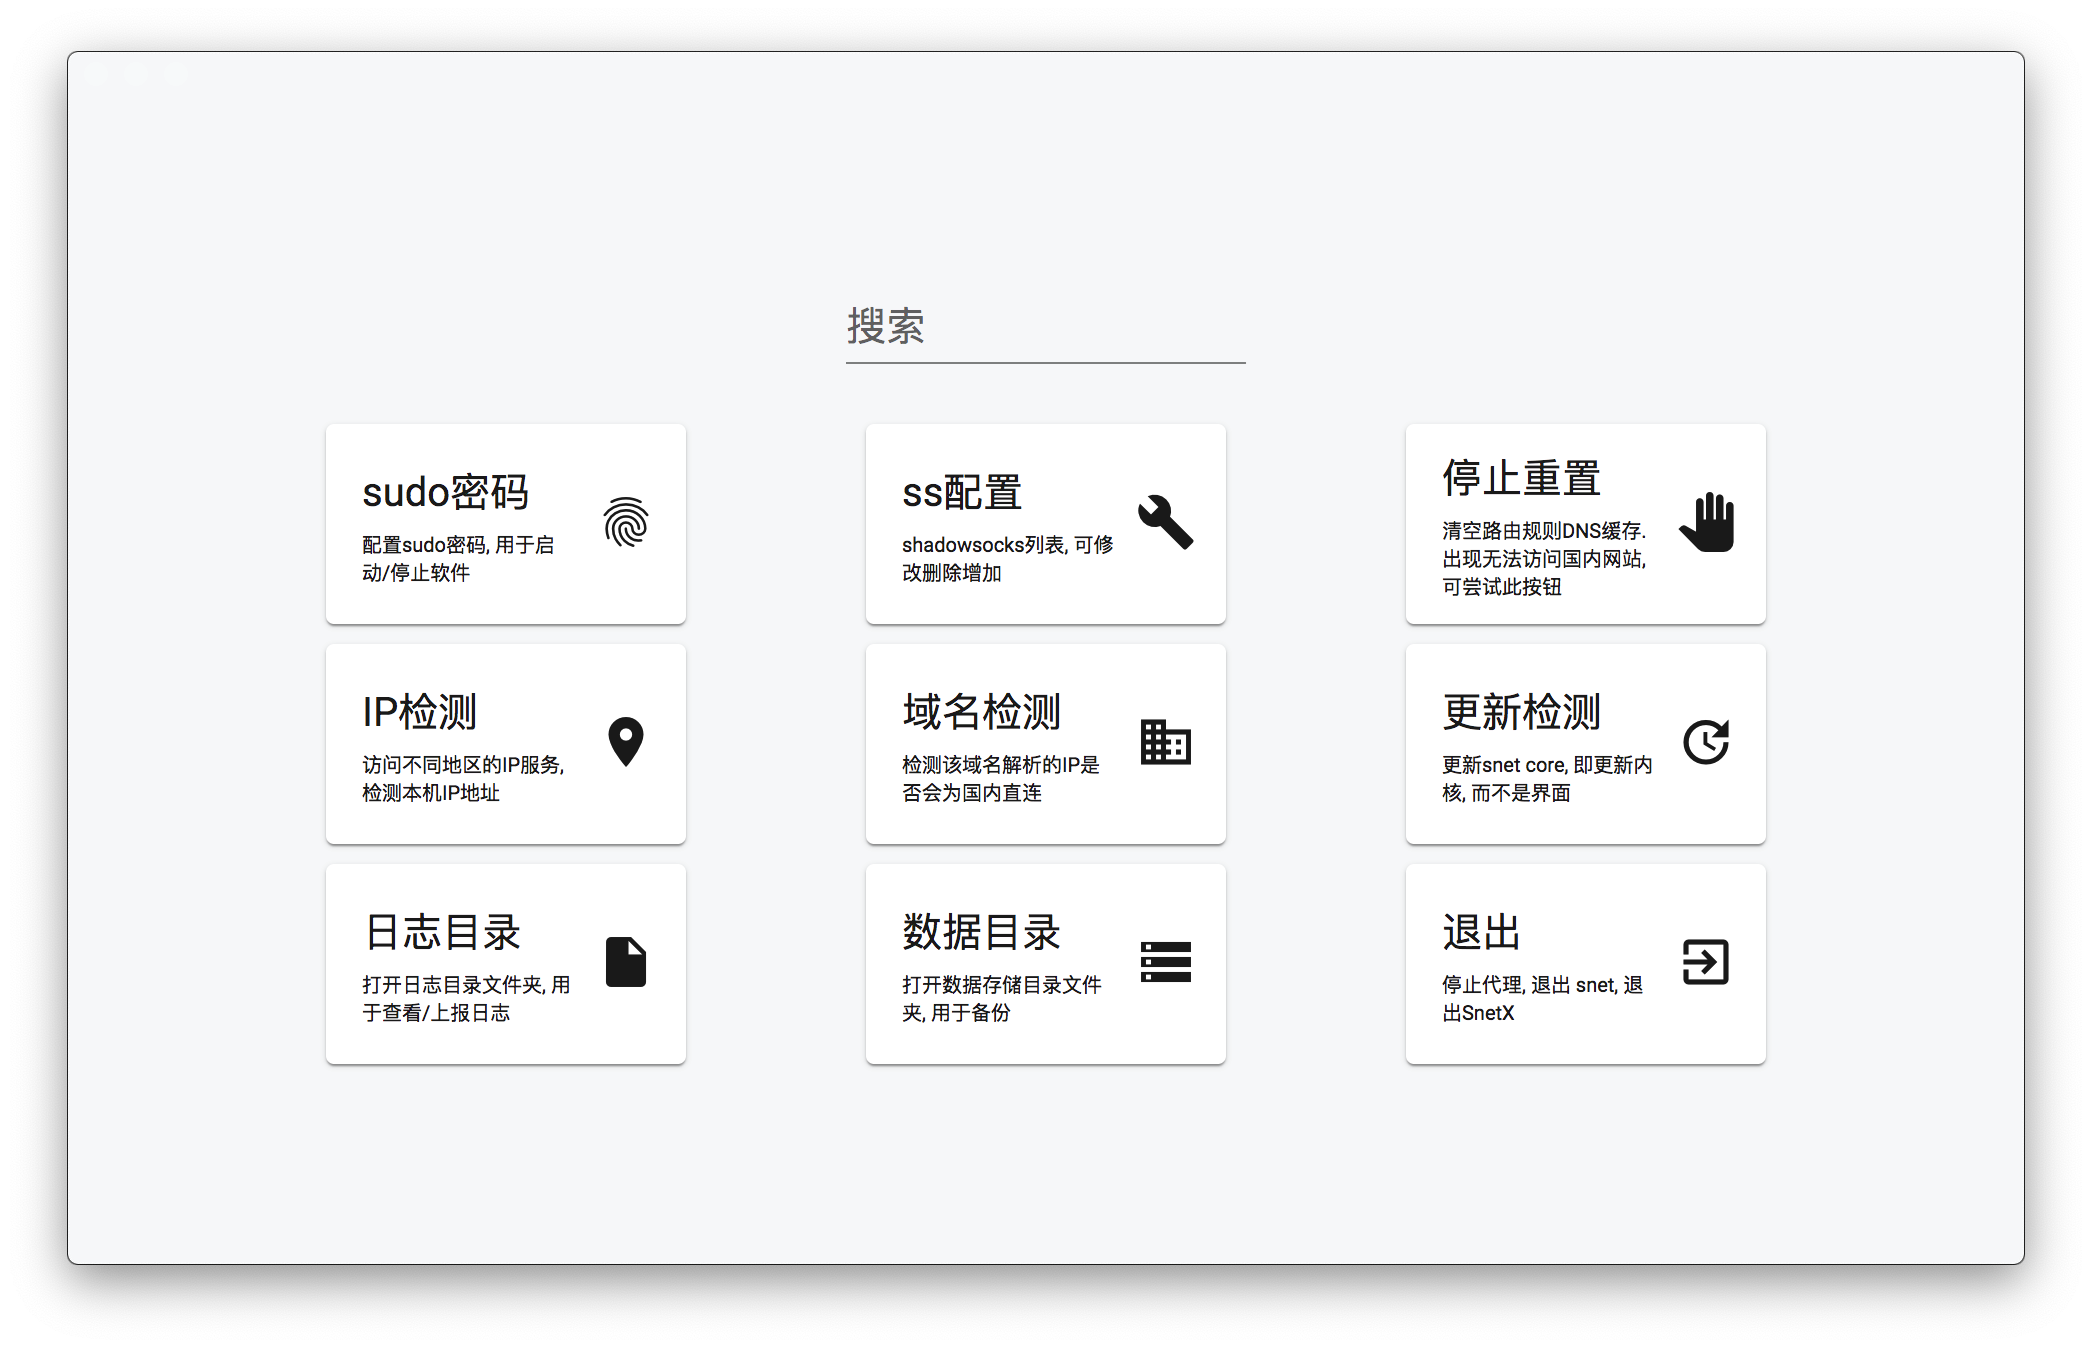 搜索
sudo密码
配置sudo密码, 用于启
动/停止软件
ss配置
shadowsocks列表, 可修
改删除增加
停止重置
清空路由规则DNS缓存.
出现无法访问国内网站,
可尝试此按钮
IP检测
访问不同地区的IP服务,
检测本机IP地址
域名检测
检测该域名解析的IP是
否会为国内直连
更新检测
更新snet core, 即更新内
核, 而不是界面
日志目录
打开日志目录文件夹, 用
于查看/上报日志
数据目录
打开数据存储目录文件
夹, 用于备份
退出
停止代理, 退出 snet, 退
出SnetX